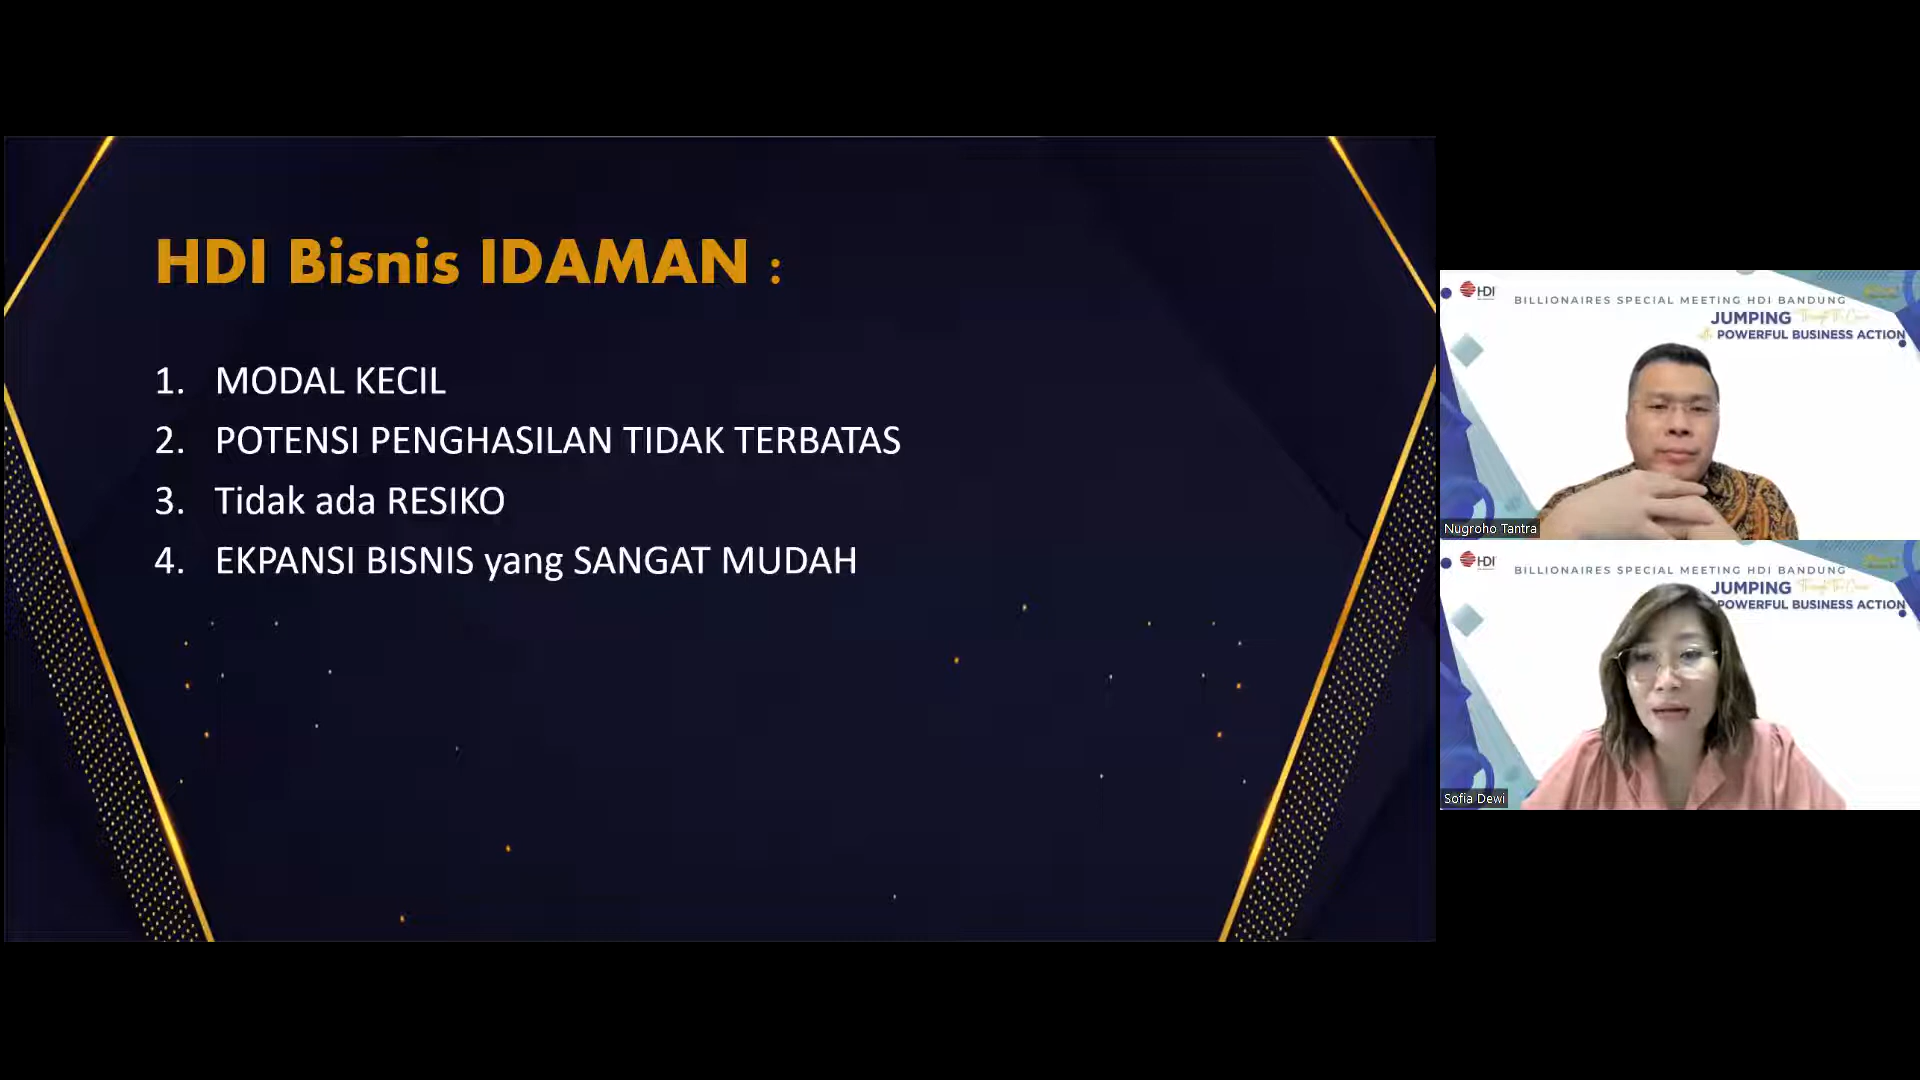 HDI Bisnis IDAMAN :
1. MODAL KECIL
2. POTENSI PENGHASILAN TIDAK TERBATAS
3. Tidak ada RESIKO
4. EKPANSI BISNIS yang SANGAT MUDAH
HDI
BILLIONAIRES SPECIAL MEETING HDI BANDUNG
JUMPING
POWERFUL BUSINESS ACTION
Nugroho Tantra
HDI
BILLIONAIRES SPECIAL MEETING HDI BANDUNG
JUMPING
POWERFUL BUSINESS ACTION
Sofia Dewi